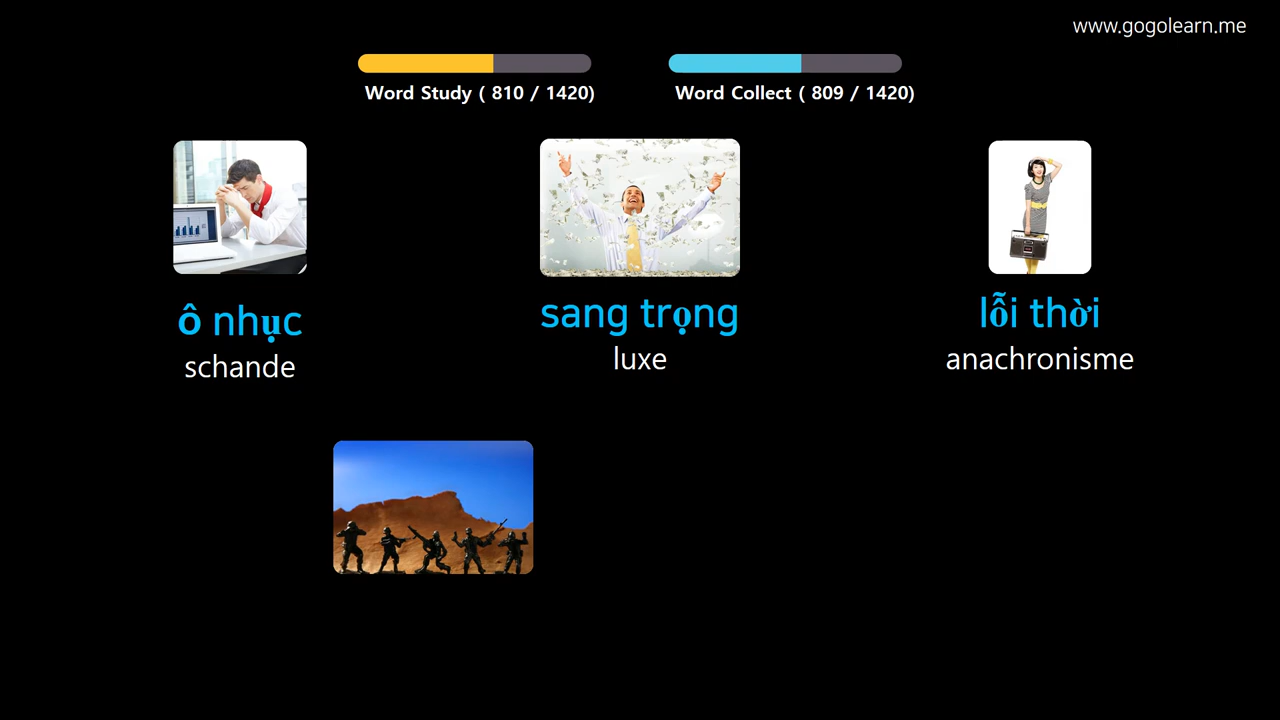 www.gogolearn.me
Word Study ( 810 / 1420)
Word Collect ( 809 / 1420)
ô nhục
schande
sang trọng
luxe
lỗi thời
anachronisme